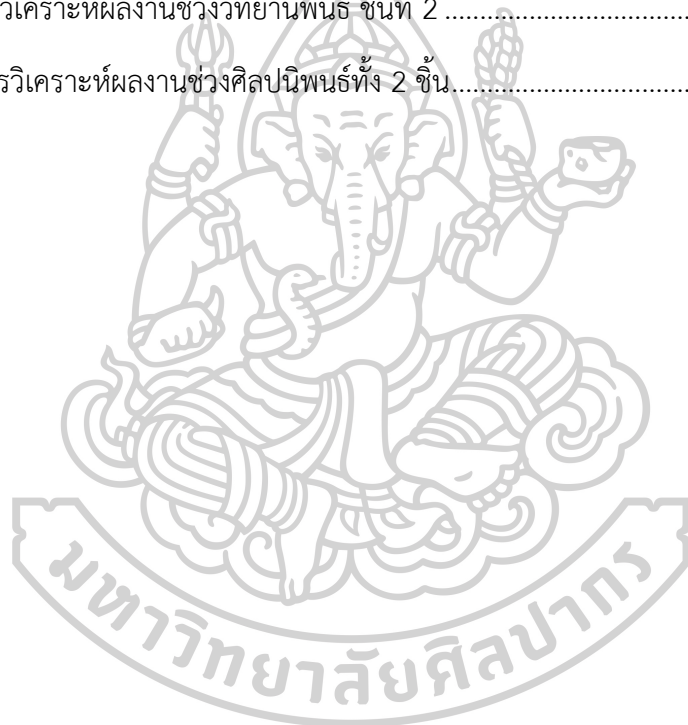 วิเคราะห์ผลงานช่วงวิทยานิพนธ์ ชิ้นที่ 2 ....................................
รวิเคราะห์ผลงานช่วงศิลปนิพนธ์ทั้ง 2 ชิ้น....................................
มหาวิทยาลัยศิลปากร